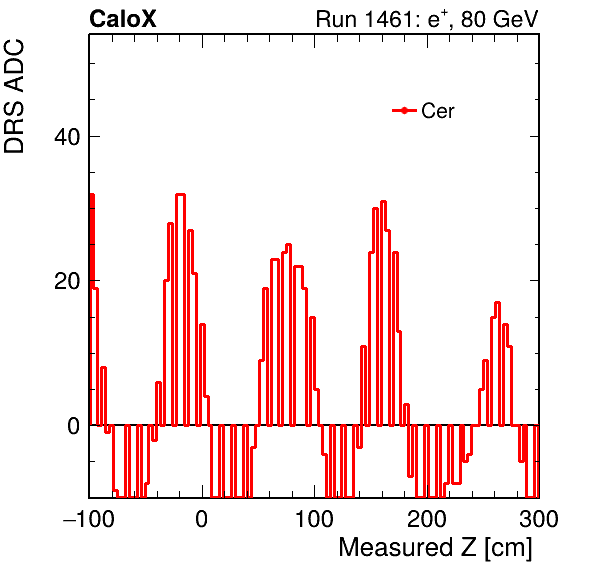 CaloX Run 1461: e⁺, 80 GeV
DRS ADC
Cer
40
20
0
−100 0 100 200 300
Measured Z [cm]